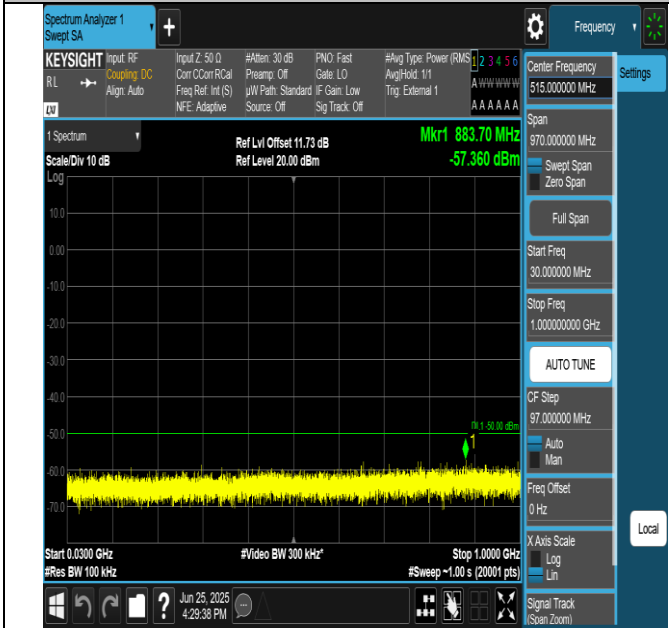 Spectrum Analyzer 1
Swept SA
+
Frequency
KEYSIGHT
RL
LXI
Input: RF
Coupling: DC
Align: Auto
Input Z: 50 Ω
Corr CCorr RCal
Freq Ref: Int (S)
NFE: Adaptive
#Atten: 30 dB
Preamp: Off
µW Path: Standard
Source: Off
PNO: Fast
Gate: LO
IF Gain: Low
Sig Track: Off
#Avg Type: Power (RMS
Avg|Hold: 1/1
Trig: External 1
1 2 3 4 5 6
A W W W W W
A A A A A A
1 Spectrum
Scale/Div 10 dB
Log
Ref Lvl Offset 11.73 dB
Ref Level 20.00 dBm
Mkr1 883.70 MHz
-57.360 dBm
10.0
0.00
-10.0
-20.0
-30.0
-40.0
-50.0
-60.0
-70.0
DL1 -50.00 dBm
1
Start 0.0300 GHz
#Res BW 100 kHz
#Video BW 300 kHz*
Stop 1.0000 GHz
#Sweep ~1.00 s (20001 pts)
?
Jun 25, 2025
4:29:38 PM
Center Frequency
515.000000 MHz
Settings
Span
970.000000 MHz
Swept Span
Zero Span
Full Span
Start Freq
30.000000 MHz
Stop Freq
1.000000000 GHz
AUTO TUNE
CF Step
97.000000 MHz
Auto
Man
Freq Offset
0 Hz
X Axis Scale
Log
Lin
Local
Signal Track
(Span Zoom)